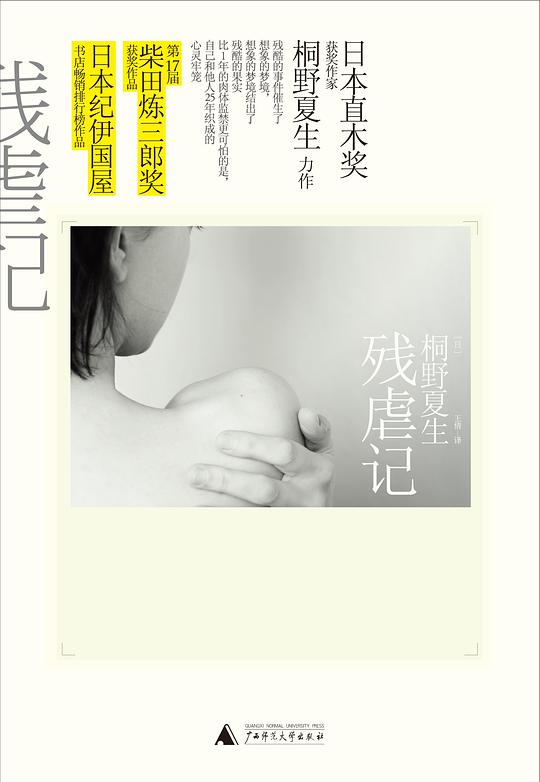 日本直木奖
获奖作家
桐野夏生 力作
残酷的事件催生了
想象的梦境，
想象的梦境结出了
残酷的果实
比1年的肉体监禁更可怕的是，
自己和他人25年织成的
心灵牢笼
第17届
柴田炼三郎奖
获奖作品
日本纪伊国屋
书店畅销排行榜作品
残虐记
[日]
桐野夏生
王倩 译
残虐记
GUANGXI NORMAL UNIVERSITY PRESS
广西师范大学出版社